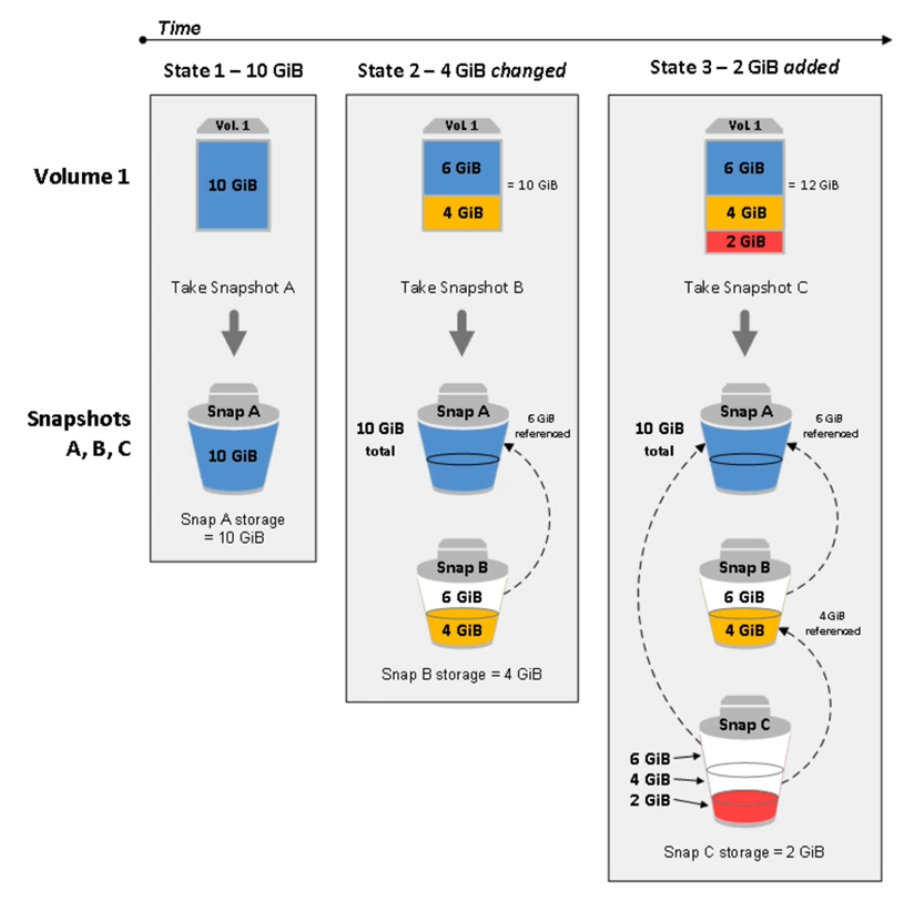 Time
State 1 – 10 GiB
State 2 – 4 GiB changed
State 3 – 2 GiB added
Volume 1
Vol. 1
10 GiB
Vol. 1
6 GiB
4 GiB
= 10 GiB
Vol. 1
6 GiB
4 GiB
2 GiB
= 12 GiB
Take Snapshot A
Take Snapshot B
Take Snapshot C
Snapshots
A, B, C
Snap A
10 GiB
Snap A storage
= 10 GiB
10 GiB
total
Snap A
6 GiB
referenced
Snap B
6 GiB
4 GiB
Snap B storage = 4 GiB
10 GiB
total
Snap A
6 GiB
referenced
Snap B
6 GiB
4 GiB
4 GiB
referenced
Snap C
6 GiB
4 GiB
2 GiB
Snap C storage = 2 GiB